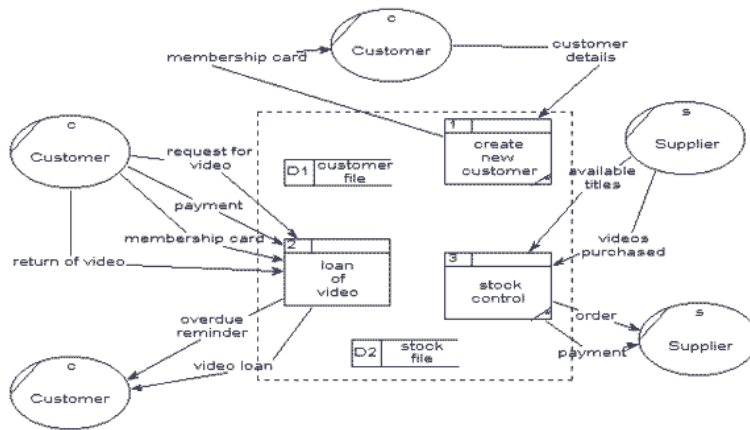 c
Customer
membership card
customer
details
c
Customer
request for
video
payment
membership card
return of video
D1
customer
file
1
create
new
customer
s
Supplier
available
titles
videos
purchased
2
loan
of
video
3
stock
control
overdue
reminder
video loan
D2
stock
file
order
payment
c
Customer
s
Supplier